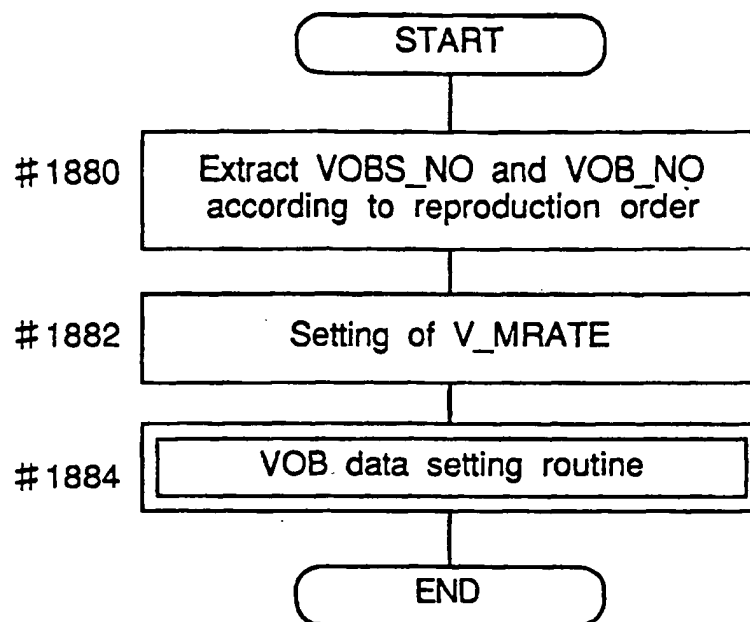 START
#1880
Extract VOBS_NO and VOB_NO
according to reproduction order
#1882
Setting of V_MRATE
#1884
VOB data setting routine
END